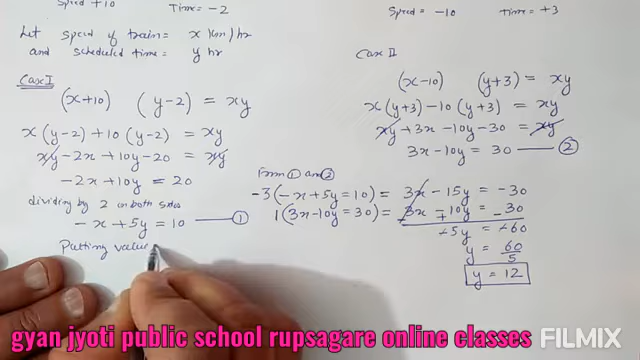 Speed +10 Time = -2
Let speed of train = x km/hr
and scheduled time = y hr
Case I
(x+10) (y-2) = xy
x(y-2)+10(y-2) = xy
xy-2x+10y-20 = xy
-2x+10y = 20
dividing by 2 on both sides
-x+5y = 10 ——— ①
Putting value
Speed = -10 Time = +3
Case II
(x-10) (y+3) = xy
x(y+3)-10(y+3) = xy
xy+3x-10y-30 = xy
3x-10y = 30 ——— ②
From ① and ②
-3(-x+5y=10) = 3x-15y = -30
1(3x-10y=30) = 3x-10y = 30
- + -
-5y = -60
y = 60/5
y = 12
gyan jyoti public school rupsagare online classes
FILMIX